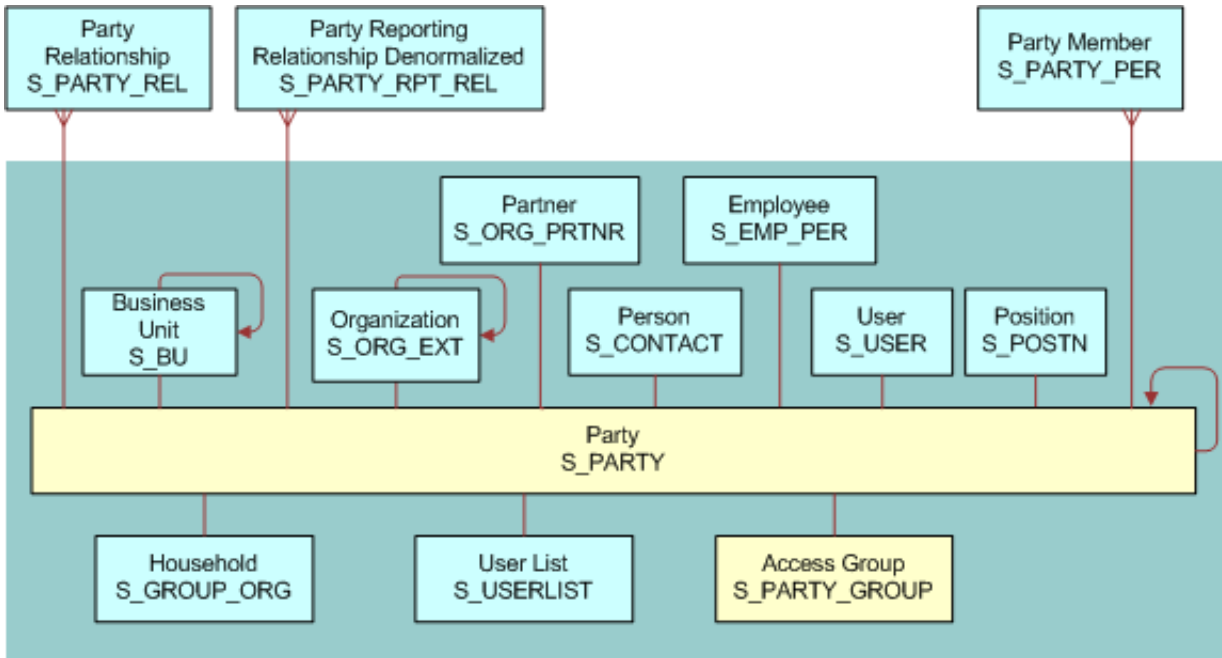 Party
Relationship
S_PARTY_REL
Party Reporting
Relationship Denormalized
S_PARTY_RPT_REL
Party Member
S_PARTY_PER
Partner
S_ORG_PRTNR
Employee
S_EMP_PER
Business
Unit
S_BU
Organization
S_ORG_EXT
Person
S_CONTACT
User
S_USER
Position
S_POSTN
Party
S_PARTY
Household
S_GROUP_ORG
User List
S_USERLIST
Access Group
S_PARTY_GROUP